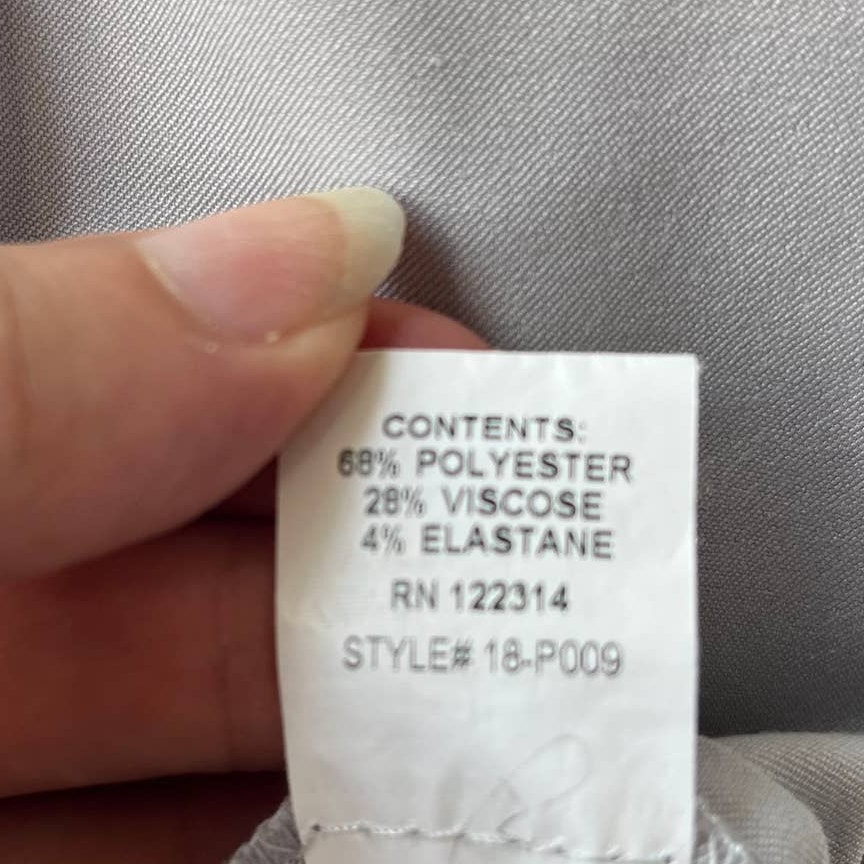 CONTENTS:
68% POLYESTER
28% VISCOSE
4% ELASTANE
RN 122314
STYLE# 18-P009